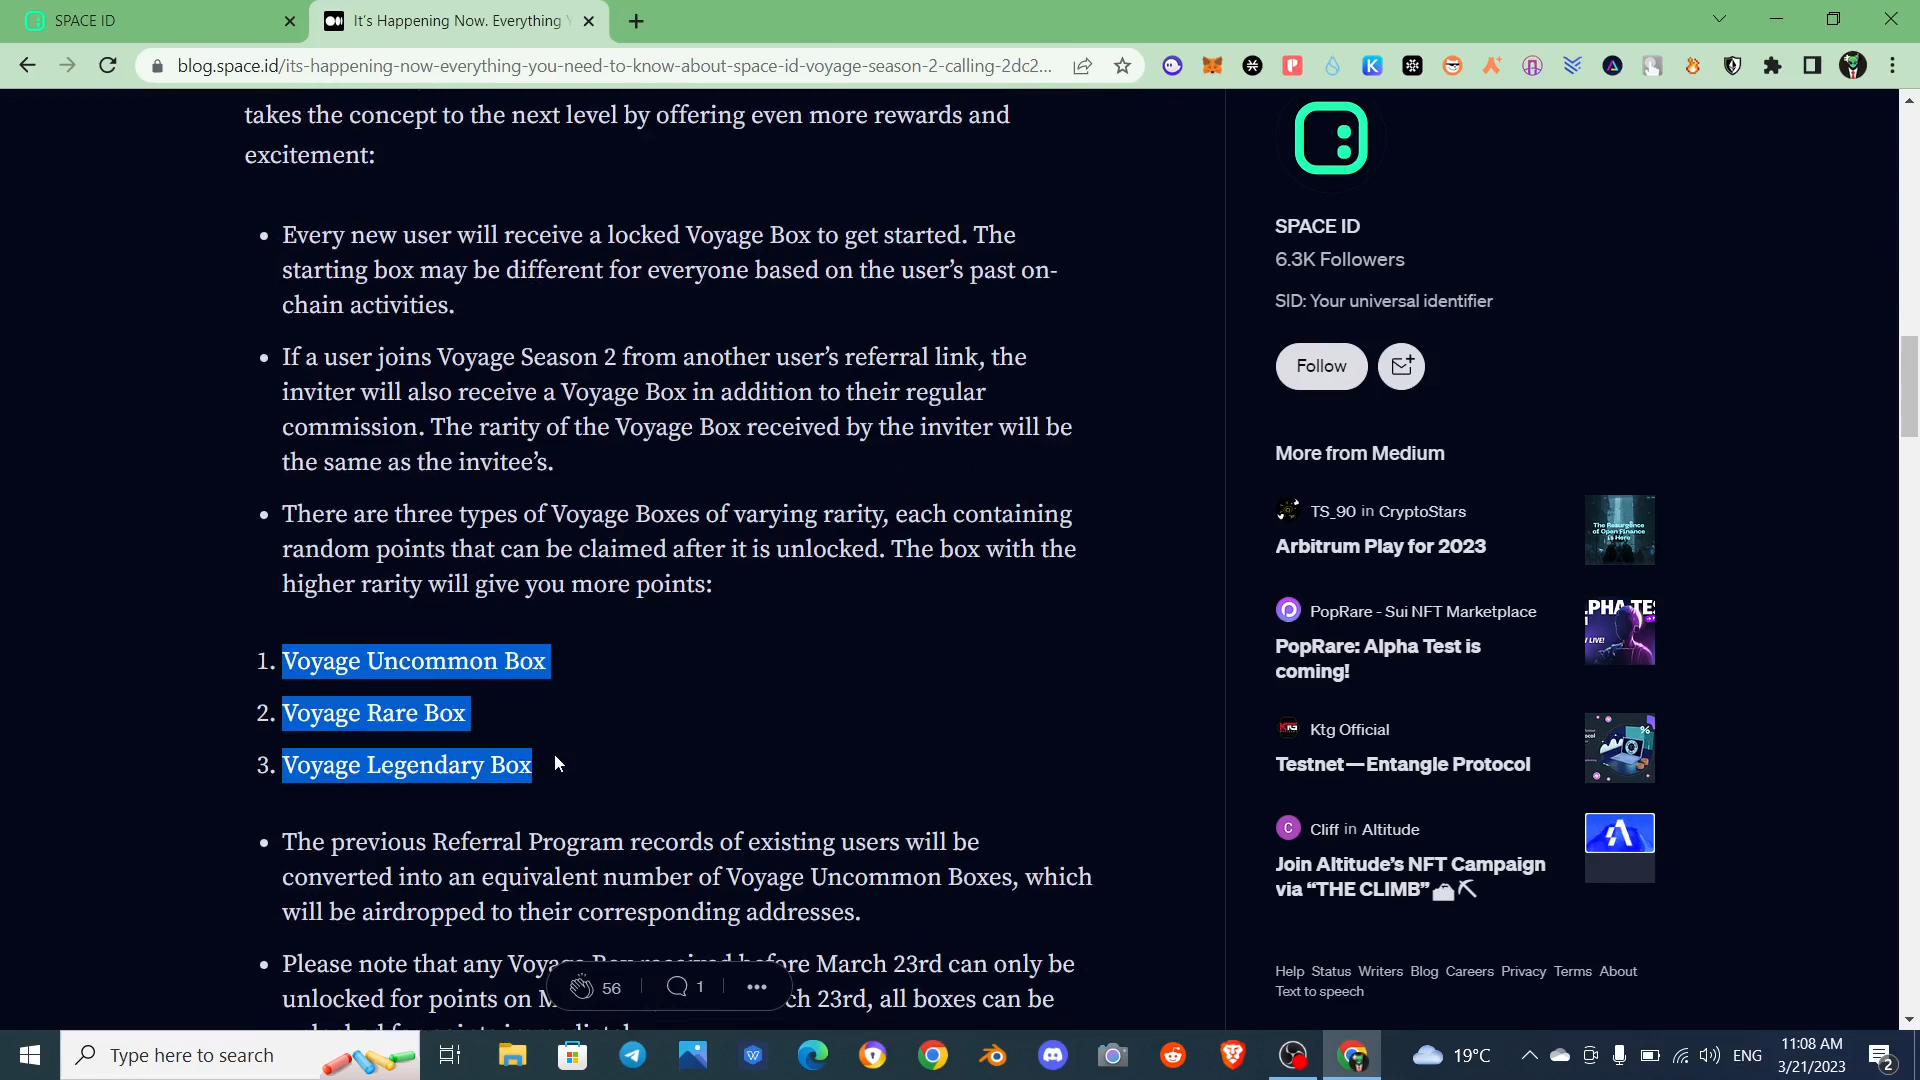 SPACE ID
It's Happening Now. Everything Y
blog.space.id/its-happening-now-everything-you-need-to-know-about-space-id-voyage-season-2-calling-2dc2...
takes the concept to the next level by offering even more rewards and
excitement:
• Every new user will receive a locked Voyage Box to get started. The
starting box may be different for everyone based on the user's past on-
chain activities.
• If a user joins Voyage Season 2 from another user's referral link, the
inviter will also receive a Voyage Box in addition to their regular
commission. The rarity of the Voyage Box received by the inviter will be
the same as the invitee's.
• There are three types of Voyage Boxes of varying rarity, each containing
random points that can be claimed after it is unlocked. The box with the
higher rarity will give you more points:
1. Voyage Uncommon Box
2. Voyage Rare Box
3. Voyage Legendary Box
• The previous Referral Program records of existing users will be
converted into an equivalent number of Voyage Uncommon Boxes, which
will be airdropped to their corresponding addresses.
• Please note that any Voyage Box received before March 23rd can only be
unlocked for points on M ch 23rd, all boxes can be
56
1
SPACE ID
6.3K Followers
SID: Your universal identifier
Follow
More from Medium
TS_90 in CryptoStars
Arbitrum Play for 2023
The Resurgence
of Open Finance
Is Here
PopRare - Sui NFT Marketplace
PopRare: Alpha Test is
coming!
Ktg Official
Testnet—Entangle Protocol
C
Cliff in Altitude
Join Altitude's NFT Campaign
via “THE CLIMB”
Help Status Writers Blog Careers Privacy Terms About
Text to speech
Type here to search
19°C
ENG
11:08 AM
3/21/2023
2